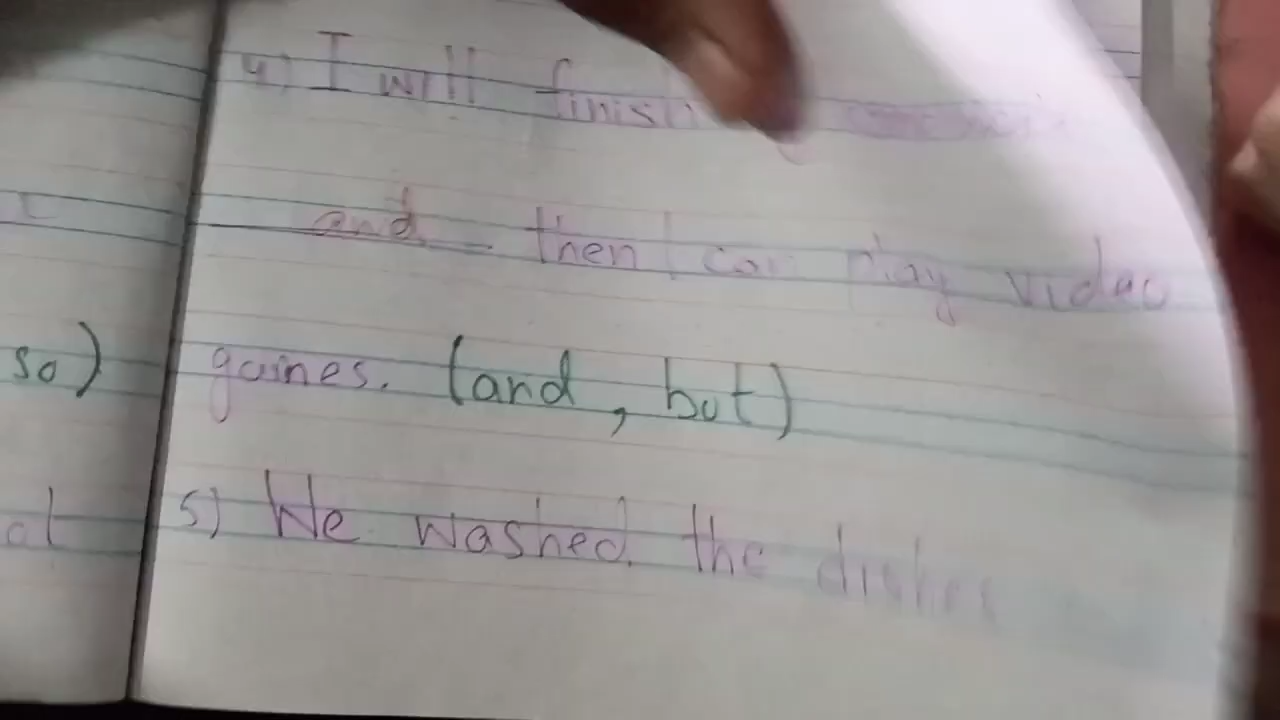 so)
4) I will finish
and then I can play video
games. (and, but)
5) We washed the dishes